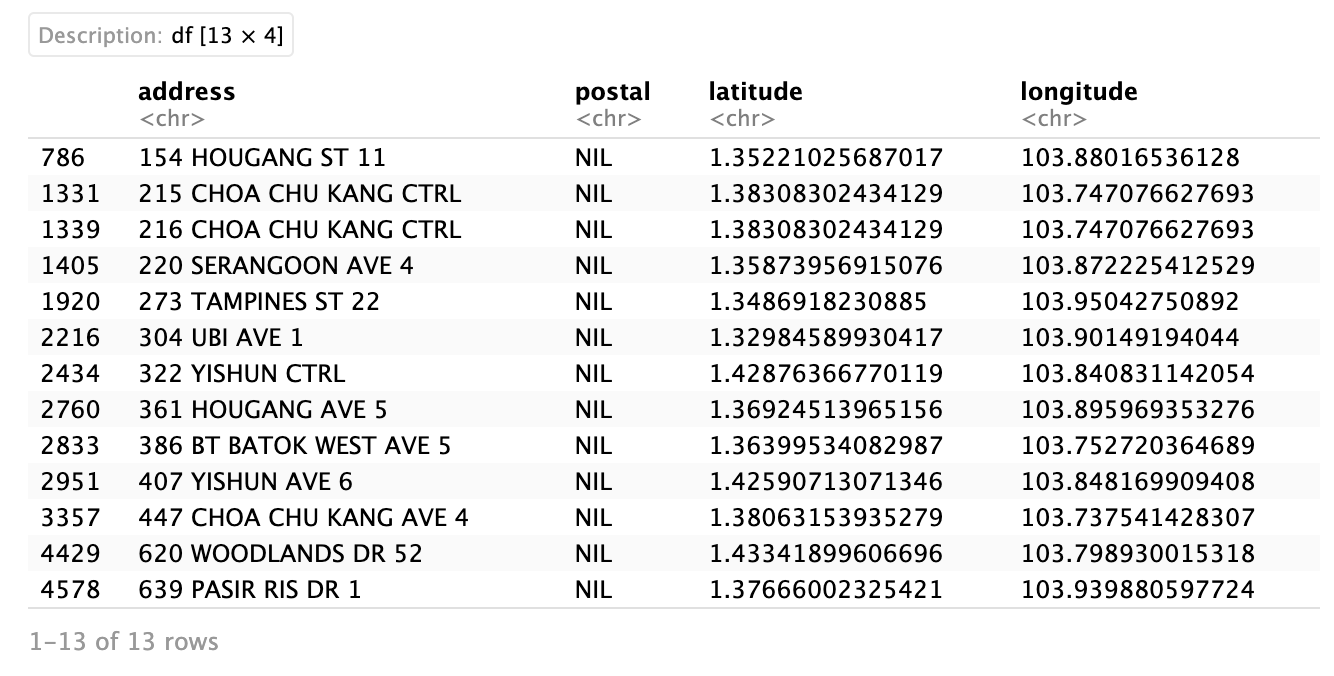 Description: df [13 × 4]
address postal latitude longitude
<chr> <chr> <chr> <chr>
786 154 HOUGANG ST 11 NIL 1.35221025687017 103.88016536128
1331 215 CHOA CHU KANG CTRL NIL 1.38308302434129 103.747076627693
1339 216 CHOA CHU KANG CTRL NIL 1.38308302434129 103.747076627693
1405 220 SERANGOON AVE 4 NIL 1.35873956915076 103.872225412529
1920 273 TAMPINES ST 22 NIL 1.3486918230885 103.95042750892
2216 304 UBI AVE 1 NIL 1.32984589930417 103.90149194044
2434 322 YISHUN CTRL NIL 1.42876366770119 103.840831142054
2760 361 HOUGANG AVE 5 NIL 1.36924513965156 103.895969353276
2833 386 BT BATOK WEST AVE 5 NIL 1.36399534082987 103.752720364689
2951 407 YISHUN AVE 6 NIL 1.42590713071346 103.848169909408
3357 447 CHOA CHU KANG AVE 4 NIL 1.38063153935279 103.737541428307
4429 620 WOODLANDS DR 52 NIL 1.43341899606696 103.798930015318
4578 639 PASIR RIS DR 1 NIL 1.37666002325421 103.939880597724
1-13 of 13 rows